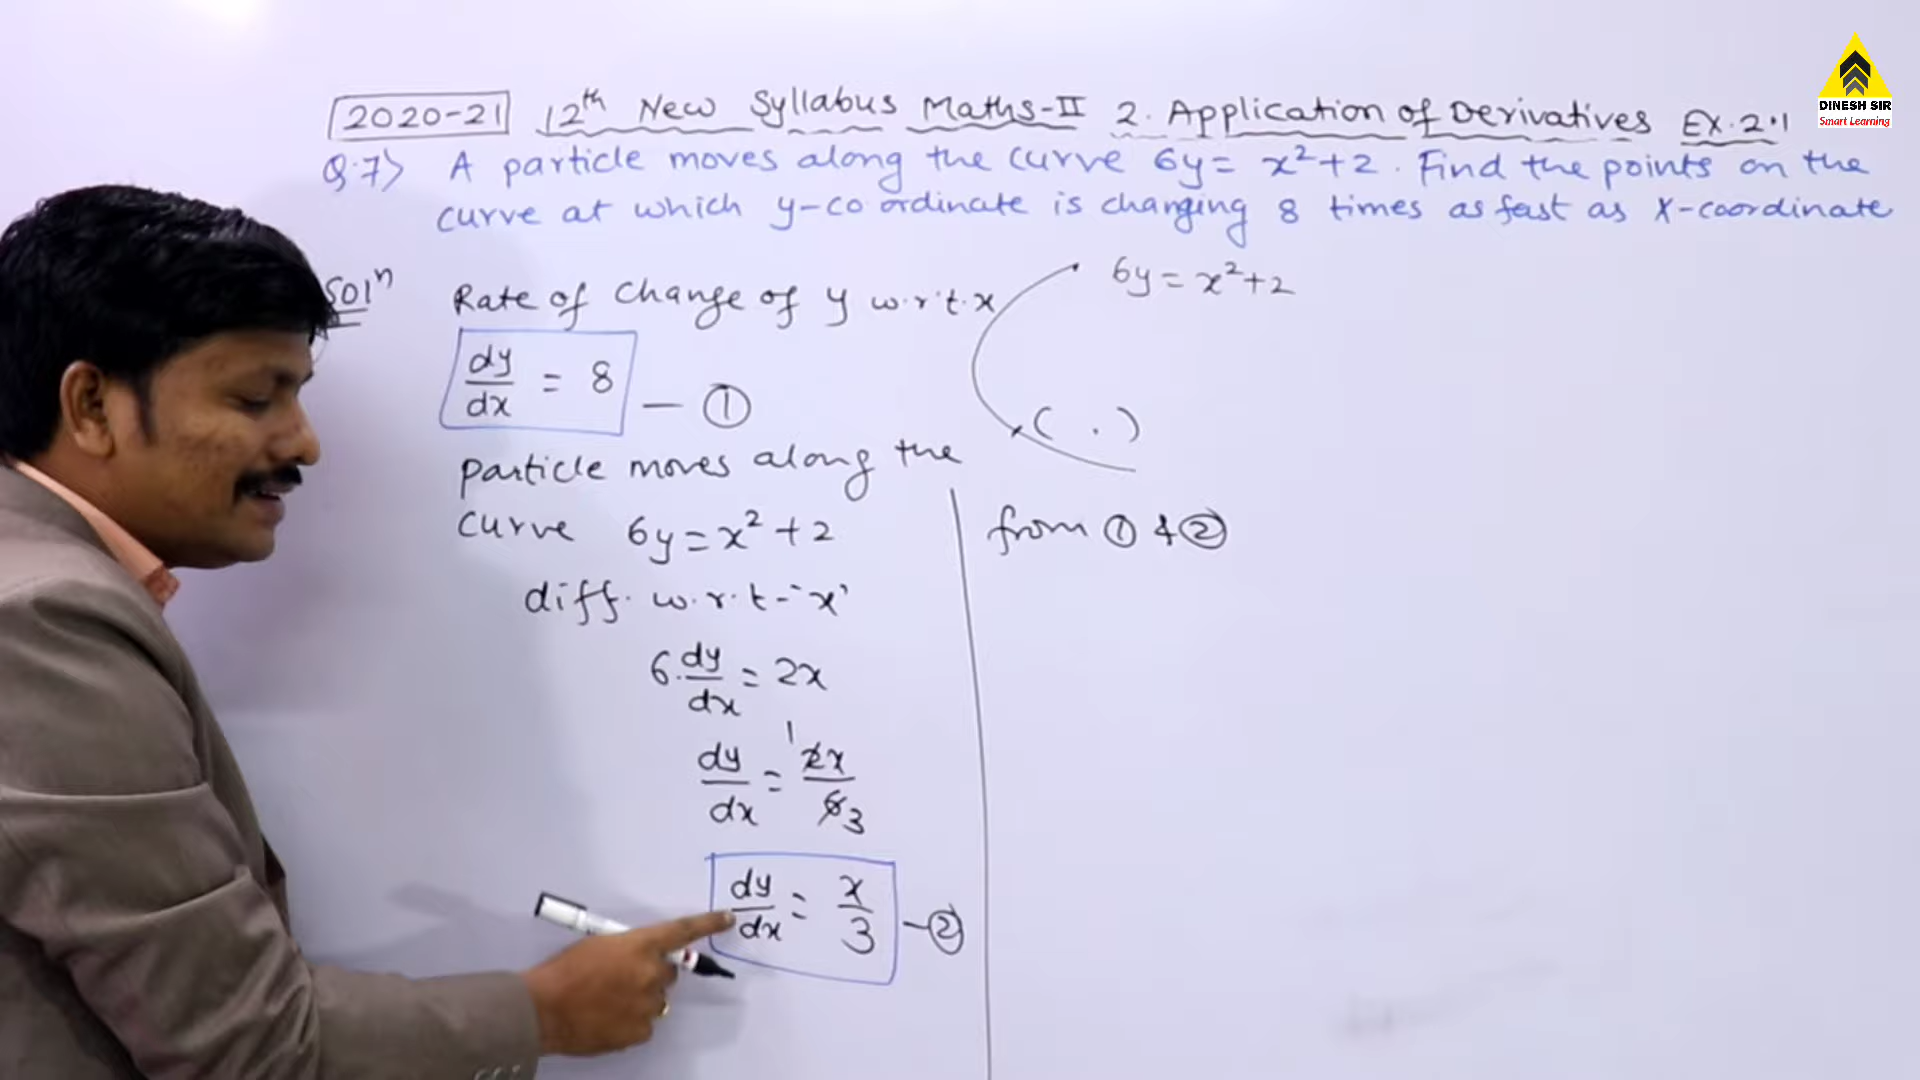 2020-21 12th New Syllabus Maths-II 2. Application of Derivatives Ex. 2.1
Q.7) A particle moves along the curve 6y = x²+2. Find the points on the
curve at which y-co ordinate is changing 8 times as fast as X-coordinate
Solⁿ Rate of change of y w.r.t. x
dy/dx = 8 — ①
particle moves along the
curve 6y = x² + 2
diff. w.r.t. 'x'
6. dy/dx = 2x
dy/dx = 2x/6 1 3
dy/dx = x/3 — ②
6y = x²+2
( . )
from ① & ②
DINESH SIR
Smart Learning